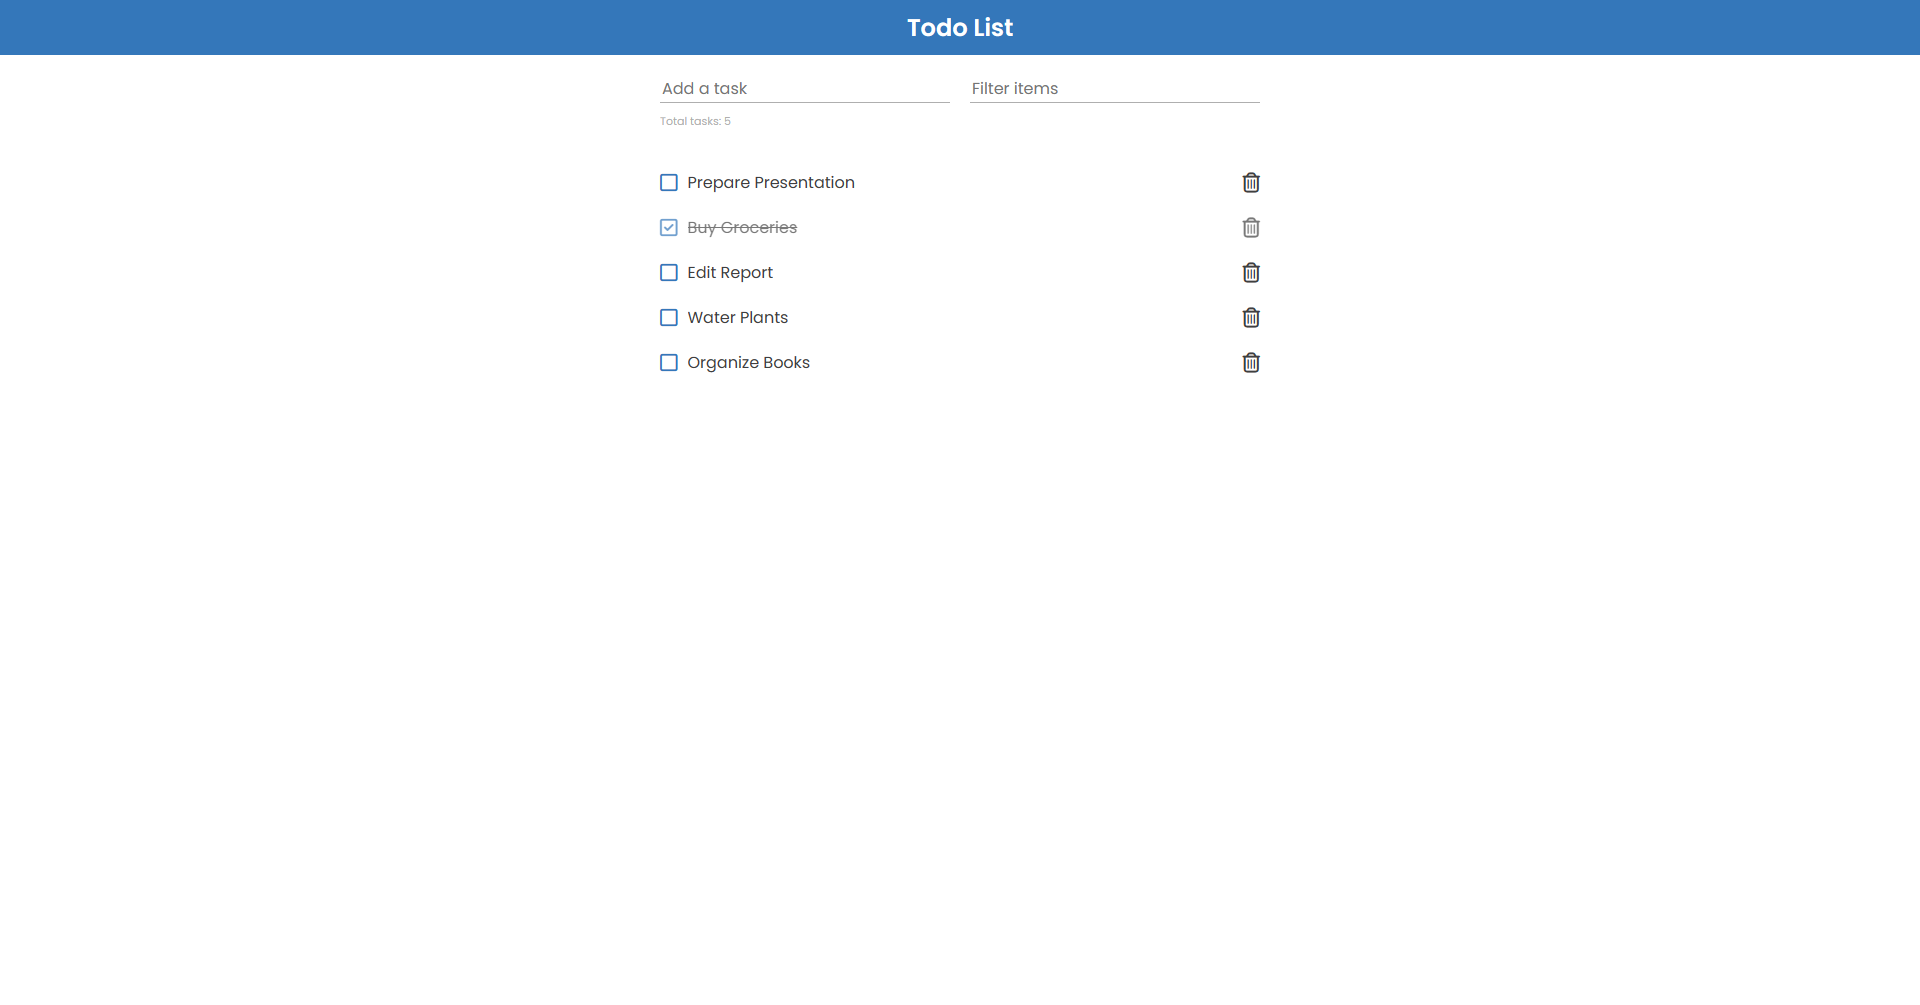 Todo List
Add a task
Filter items
Total tasks: 5
Prepare Presentation
Buy Groceries
Edit Report
Water Plants
Organize Books